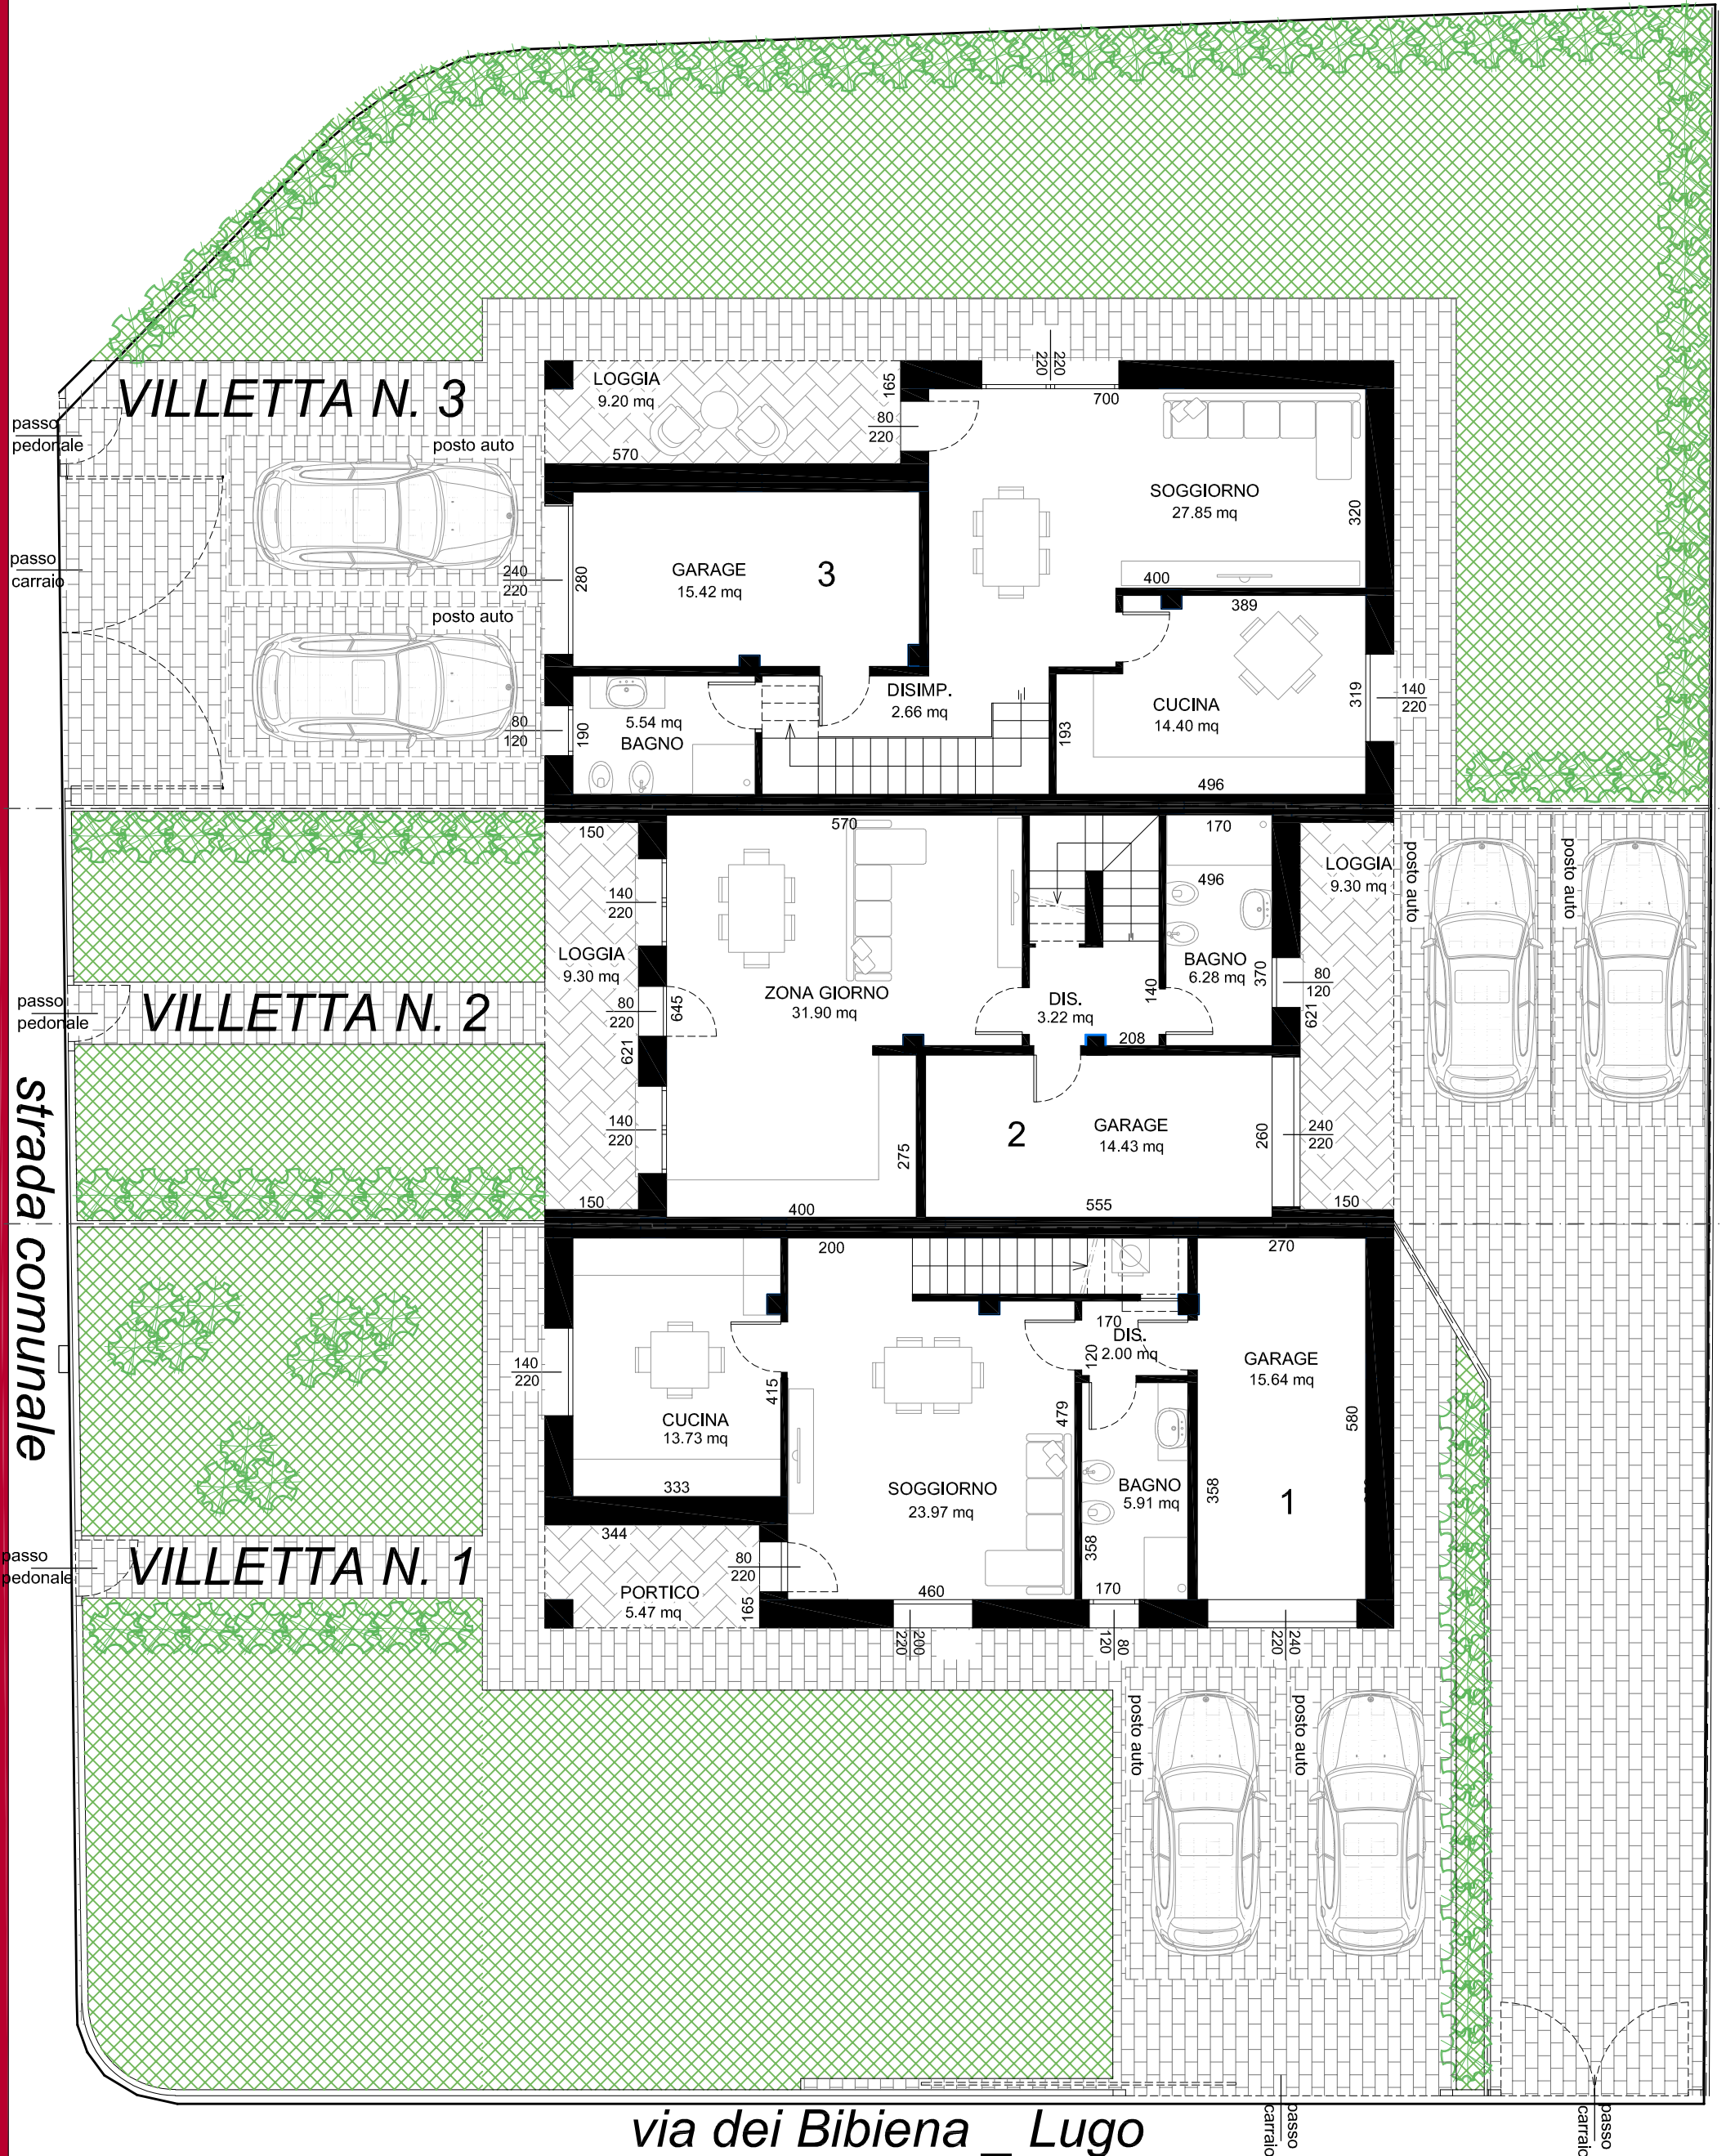 VILLETTA N. 3
passo
pedonale
passo
carraio
posto auto
posto auto
LOGGIA
9.20 mq
165
570
80
220
220
220
700
SOGGIORNO
27.85 mq
320
400
389
GARAGE
15.42 mq
3
280
240
220
DISIMP.
2.66 mq
5.54 mq
BAGNO
190
80
120
193
CUCINA
14.40 mq
319
140
220
496
VILLETTA N. 2
passo
pedonale
150
570
170
LOGGIA
9.30 mq
posto auto
posto auto
140
220
496
LOGGIA
9.30 mq
BAGNO
6.28 mq
370
80
120
621
ZONA GIORNO
31.90 mq
80
220
645
621
DIS.
3.22 mq
140
208
140
220
275
2
GARAGE
14.43 mq
260
240
220
150
400
555
150
strada comunale
VILLETTA N. 1
passo
pedonale
200
270
170
DIS.
2.00 mq
120
GARAGE
15.64 mq
580
140
220
415
479
CUCINA
13.73 mq
333
SOGGIORNO
23.97 mq
BAGNO
5.91 mq
358
358
1
344
80
220
PORTICO
5.47 mq
165
460
170
200
220
80
120
240
220
posto auto
posto auto
passo
carraio
passo
carraio
via dei Bibiena _ Lugo